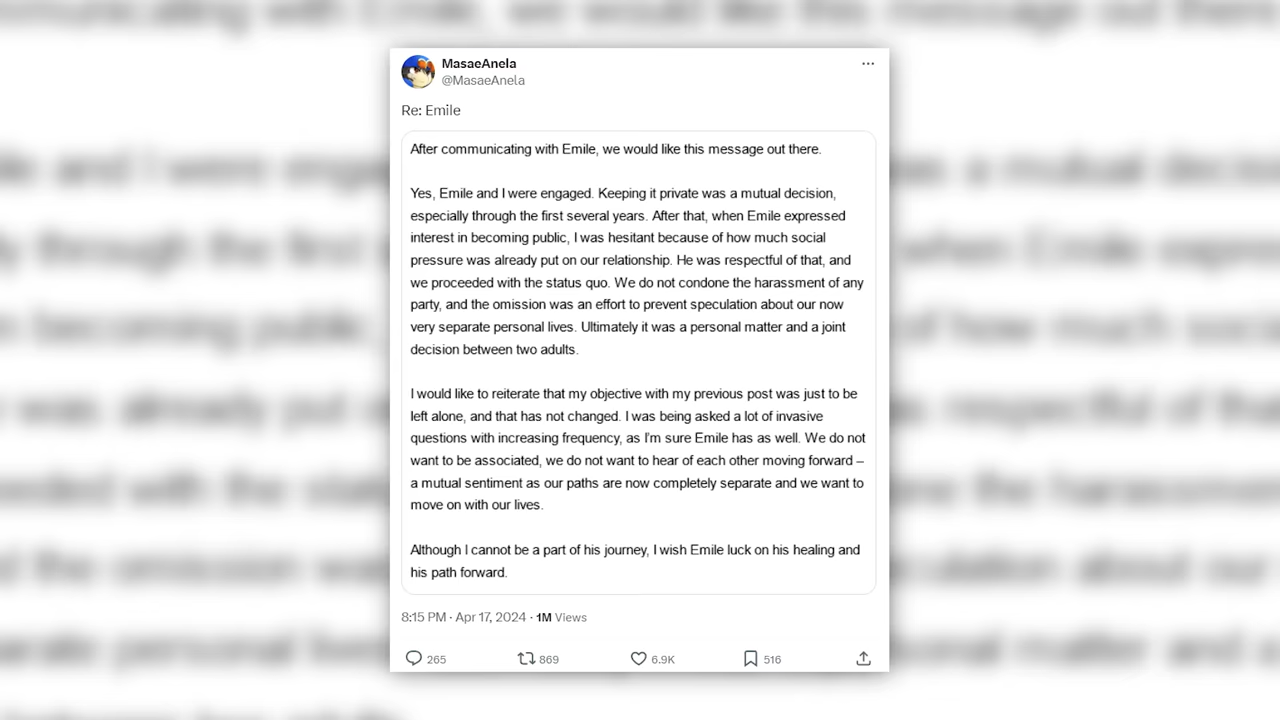 MasaeAnela
@MasaeAnela
Re: Emile
After communicating with Emile, we would like this message out there.
Yes, Emile and I were engaged. Keeping it private was a mutual decision,
especially through the first several years. After that, when Emile expressed
interest in becoming public, I was hesitant because of how much social
pressure was already put on our relationship. He was respectful of that, and
we proceeded with the status quo. We do not condone the harassment of any
party, and the omission was an effort to prevent speculation about our now
very separate personal lives. Ultimately it was a personal matter and a joint
decision between two adults.
I would like to reiterate that my objective with my previous post was just to be
left alone, and that has not changed. I was being asked a lot of invasive
questions with increasing frequency, as I'm sure Emile has as well. We do not
want to be associated, we do not want to hear of each other moving forward –
a mutual sentiment as our paths are now completely separate and we want to
move on with our lives.
Although I cannot be a part of his journey, I wish Emile luck on his healing and
his path forward.
8:15 PM · Apr 17, 2024 · 1M Views
265 869 6.9K 516